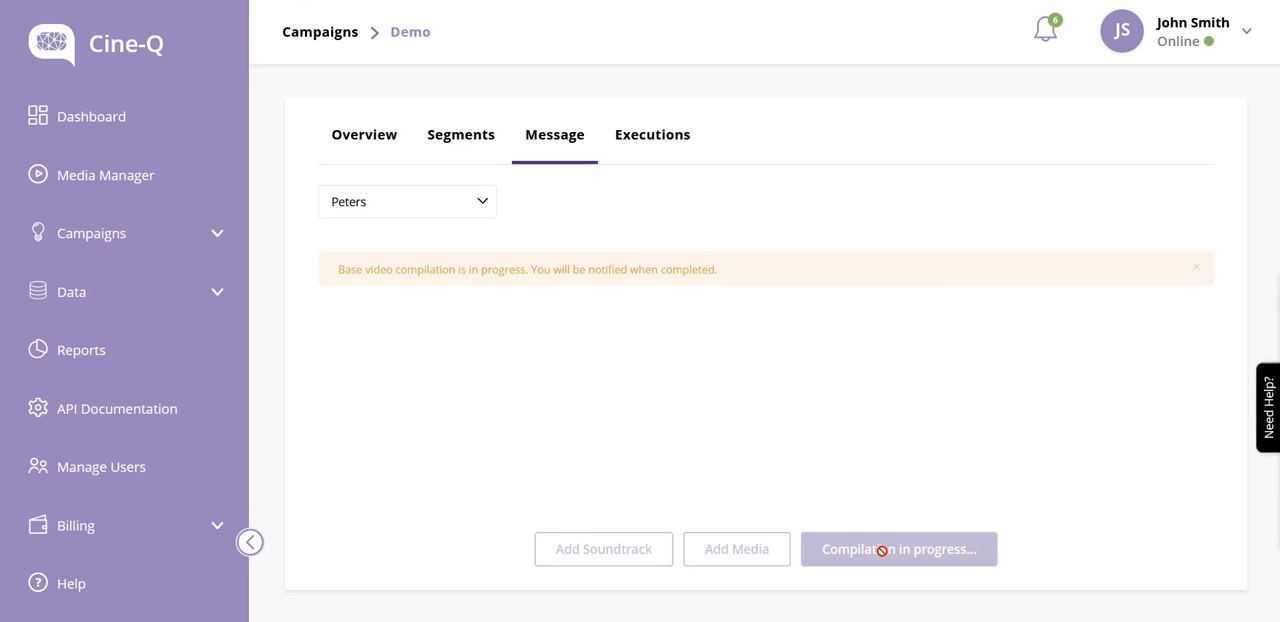 Cine-Q
Dashboard
Media Manager
Campaigns
Data
Reports
API Documentation
Manage Users
Billing
Help
Campaigns > Demo
6
JS
John Smith
Online
Overview Segments Message Executions
Peters
Base video compilation is in progress. You will be notified when completed. ×
Add Soundtrack Add Media Compilation in progress...
Need Help?